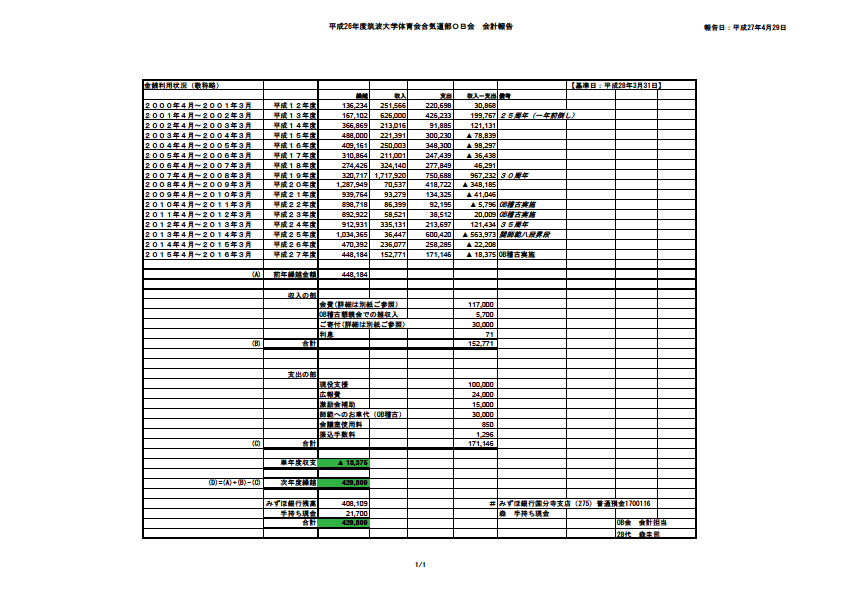 平成26年度筑波大学体育会合気道部OB会 会計報告
報告日：平成27年4月29日
金銭利用状況（敬称略） 【基準日：平成28年3月31日】
繰越 収入 支出 収入－支出 備考
２０００年４月～２００１年３月 平成１２年度 136,234 251,566 220,698 30,868
２００１年４月～２００２年３月 平成１３年度 167,102 626,000 426,233 199,767 ２５周年（一年前倒し）
２００２年４月～２００３年３月 平成１４年度 366,869 213,016 91,885 121,131
２００３年４月～２００４年３月 平成１５年度 488,000 221,391 300,230 ▲ 78,839
２００４年４月～２００５年３月 平成１６年度 409,161 250,003 348,300 ▲ 98,297
２００５年４月～２００６年３月 平成１７年度 310,864 211,001 247,439 ▲ 36,438
２００６年４月～２００７年３月 平成１８年度 274,426 324,140 277,849 46,291
２００７年４月～２００８年３月 平成１９年度 320,717 1,717,920 750,688 967,232 ３０周年
２００８年４月～２００９年３月 平成２０年度 1,287,949 70,537 418,722 ▲ 348,185
２００９年４月～２０１０年３月 平成２１年度 939,764 93,279 134,325 ▲ 41,046
２０１０年４月～２０１１年３月 平成２２年度 898,718 86,399 92,195 ▲ 5,796 OB稽古実施
２０１１年４月～２０１２年３月 平成２３年度 892,922 58,521 38,512 20,009 OB稽古実施
２０１２年４月～２０１３年３月 平成２４年度 912,931 335,131 213,697 121,434 ３５周年
２０１３年４月～２０１４年３月 平成２５年度 1,034,365 36,447 600,420 ▲ 563,973 関師範八段昇段
２０１４年４月～２０１５年３月 平成２６年度 470,392 236,077 258,285 ▲ 22,208
２０１５年４月～２０１６年３月 平成２７年度 448,184 152,771 171,146 ▲ 18,375 OB稽古実施
(A) 前年繰越金額 448,184
収入の部
会費(詳細は別紙ご参照） 117,000
OB稽古懇親会での雑収入 5,700
ご寄付(詳細は別紙ご参照） 30,000
利息 71
(B) 合計 152,771
支出の部
現役支援 100,000
広報費 24,000
激励会補助 15,000
師範へのお車代（OB稽古） 30,000
会議室使用料 850
振込手数料 1,296
(C) 合計 171,146
単年度収支 ▲ 18,375
(D)=(A)+(B)-(C) 次年度繰越 429,809
みずほ銀行残高 408,109 # みずほ銀行国分寺支店（275）普通預金1700116
手持ち現金 21,700 森 手持ち現金
合計 429,809 OB会 会計担当
28代 森圭司
1/1